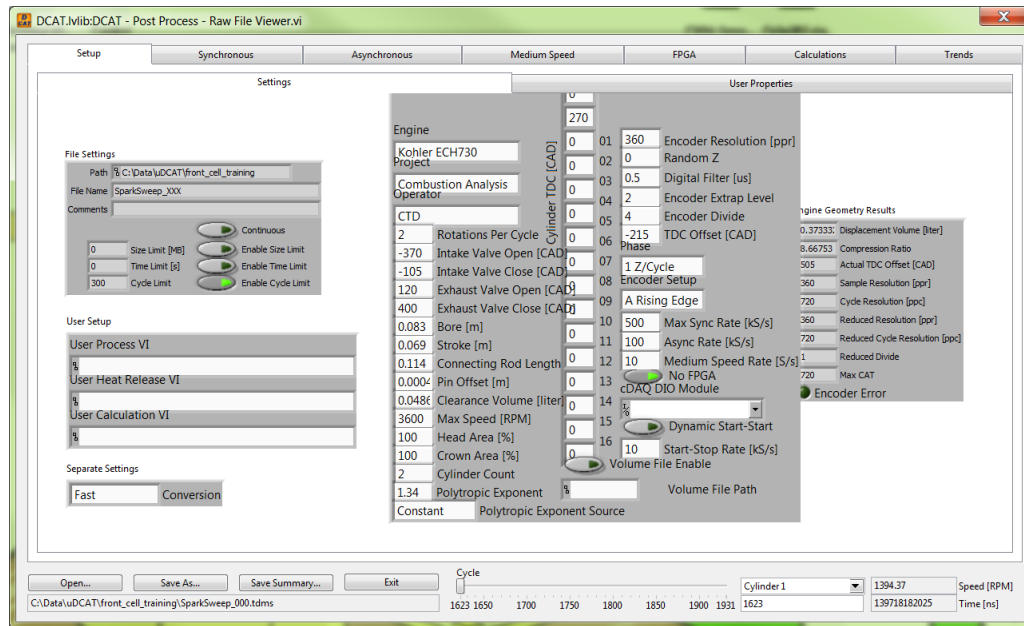 DCAT.lvlib:DCAT - Post Process - Raw File Viewer.vi
Setup Synchronous Asynchronous Medium Speed FPGA Calculations Trends
Settings User Properties
File Settings
Path C:\Data\uDCAT\front_cell_training
File Name SparkSweep_XXX
Comments
Continuous
0 Size Limit [MB] Enable Size Limit
0 Time Limit [s] Enable Time Limit
300 Cycle Limit Enable Cycle Limit
User Setup
User Process VI
User Heat Release VI
User Calculation VI
Separate Settings
Fast Conversion
Engine
Kohler ECH730
Project
Combustion Analysis
Operator
CTD
2 Rotations Per Cycle
-370 Intake Valve Open [CAD]
-105 Intake Valve Close [CAD]
120 Exhaust Valve Open [CAD]
400 Exhaust Valve Close [CAD]
0.083 Bore [m]
0.069 Stroke [m]
0.114 Connecting Rod Length
0.0004 Pin Offset [m]
0.0486 Clearance Volume [liter]
3600 Max Speed [RPM]
100 Head Area [%]
100 Crown Area [%]
2 Cylinder Count
1.34 Polytropic Exponent
Constant Polytropic Exponent Source
Cylinder TDC [CAD]
0
270
0 01
0 02
0 03
0 04
0 05
0 06
0 07
0 08
0 09
0 10
0 11
0 12
0 13
0 14
0 15
0 16
360 Encoder Resolution [ppr]
0 Random Z
0.5 Digital Filter [us]
2 Encoder Extrap Level
4 Encoder Divide
-215 TDC Offset [CAD]
Phase
1 Z/Cycle
Encoder Setup
A Rising Edge
500 Max Sync Rate [kS/s]
100 Async Rate [kS/s]
10 Medium Speed Rate [S/s]
No FPGA
cDAQ DIO Module
Dynamic Start-Start
10 Start-Stop Rate [kS/s]
Volume File Enable
Volume File Path
ngine Geometry Results
0.37333 Displacement Volume [liter]
8.66753 Compression Ratio
505 Actual TDC Offset [CAD]
360 Sample Resolution [ppr]
720 Cycle Resolution [ppc]
360 Reduced Resolution [ppr]
720 Reduced Cycle Resolution [ppc]
1 Reduced Divide
720 Max CAT
Encoder Error
Open... Save As... Save Summary... Exit
C:\Data\uDCAT\front_cell_training\SparkSweep_000.tdms
Cycle
1623 1650 1700 1750 1800 1850 1900 1931
Cylinder 1 1394.37 Speed [RPM]
1623 139718182025 Time [ns]